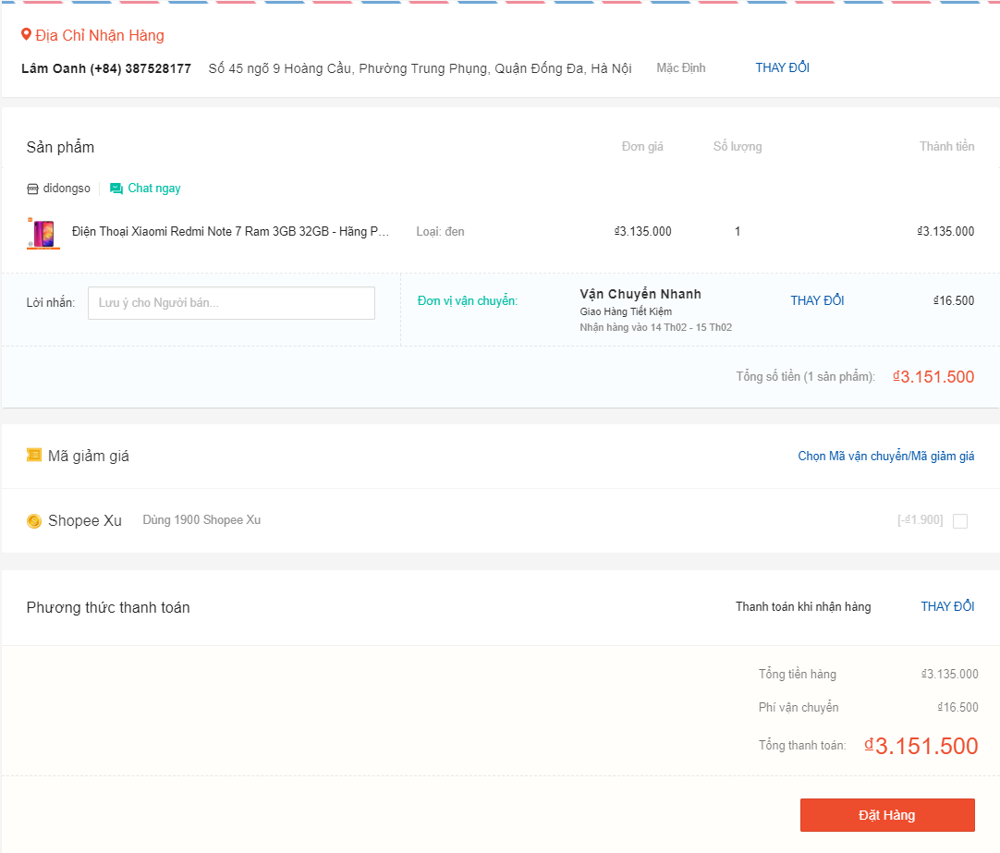 Địa Chỉ Nhận Hàng
Lâm Oanh (+84) 387528177 Số 45 ngõ 9 Hoàng Cầu, Phường Trung Phụng, Quận Đống Đa, Hà Nội Mặc Định THAY ĐỔI
Sản phẩm Đơn giá Số lượng Thành tiền
didongso Chat ngay
Điện Thoại Xiaomi Redmi Note 7 Ram 3GB 32GB - Hãng P... Loại: đen ₫3.135.000 1 ₫3.135.000
Lời nhắn: Lưu ý cho Người bán... Đơn vị vận chuyển: Vận Chuyển Nhanh THAY ĐỔI ₫16.500
Giao Hàng Tiết Kiệm
Nhận hàng vào 14 Th02 - 15 Th02
Tổng số tiền (1 sản phẩm): ₫3.151.500
Mã giảm giá Chọn Mã vận chuyển/Mã giảm giá
Shopee Xu Dùng 1900 Shopee Xu [-₫1.900]
Phương thức thanh toán Thanh toán khi nhận hàng THAY ĐỔI
Tổng tiền hàng ₫3.135.000
Phí vận chuyển ₫16.500
Tổng thanh toán: ₫3.151.500
Đặt Hàng